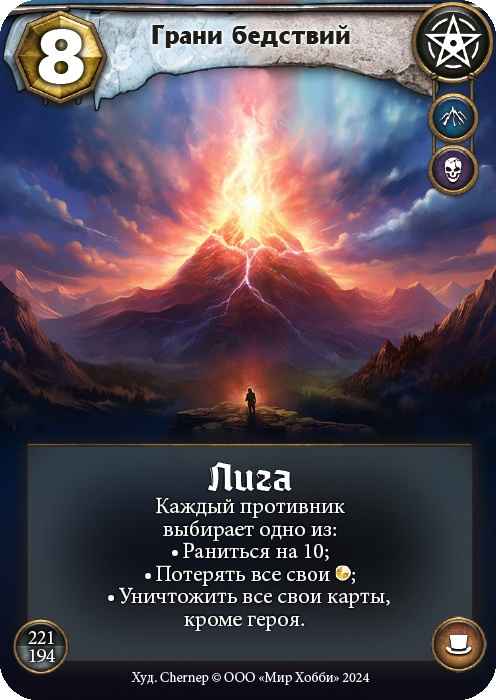 8
Грани бедствий
Лига
Каждый противник
выбирает одно из:
• Раниться на 10;
• Потерять все свои ;
• Уничтожить все свои карты,
кроме героя.
221
194
Худ. Chernep © ООО «Мир Хобби» 2024